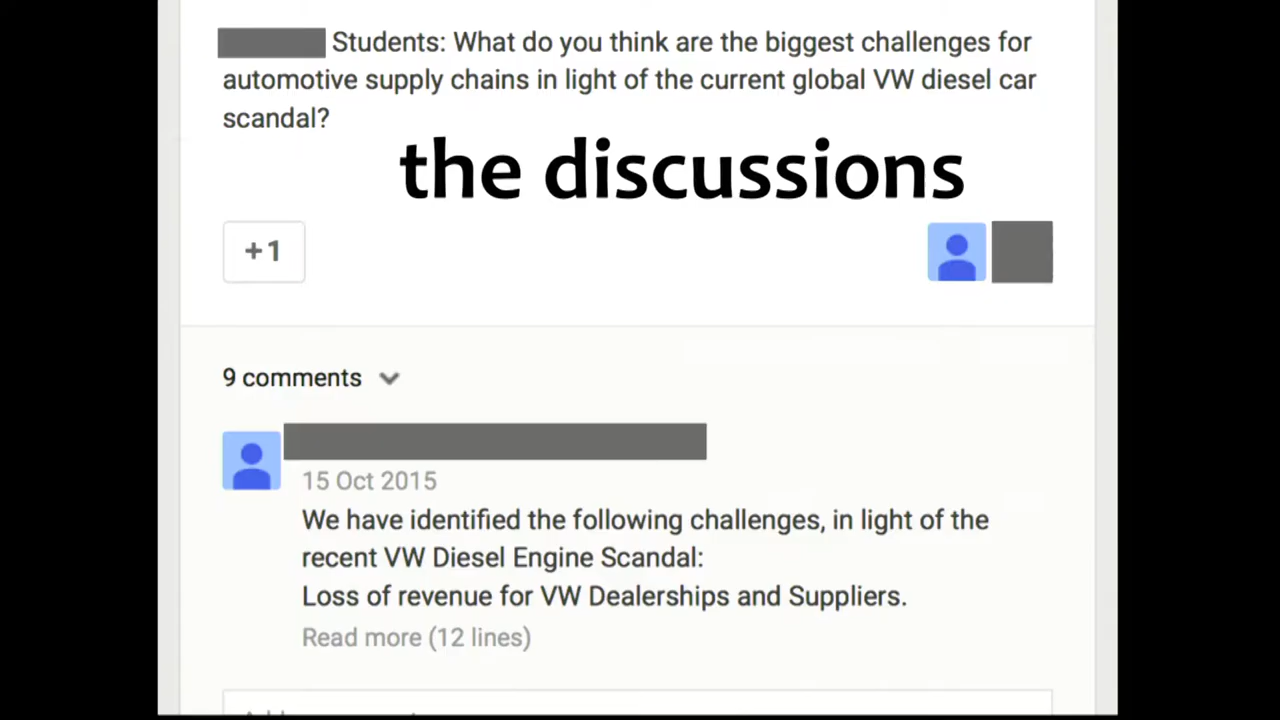 Students: What do you think are the biggest challenges for
automotive supply chains in light of the current global VW diesel car
scandal?
the discussions
+1
9 comments
15 Oct 2015
We have identified the following challenges, in light of the
recent VW Diesel Engine Scandal:
Loss of revenue for VW Dealerships and Suppliers.
Read more (12 lines)